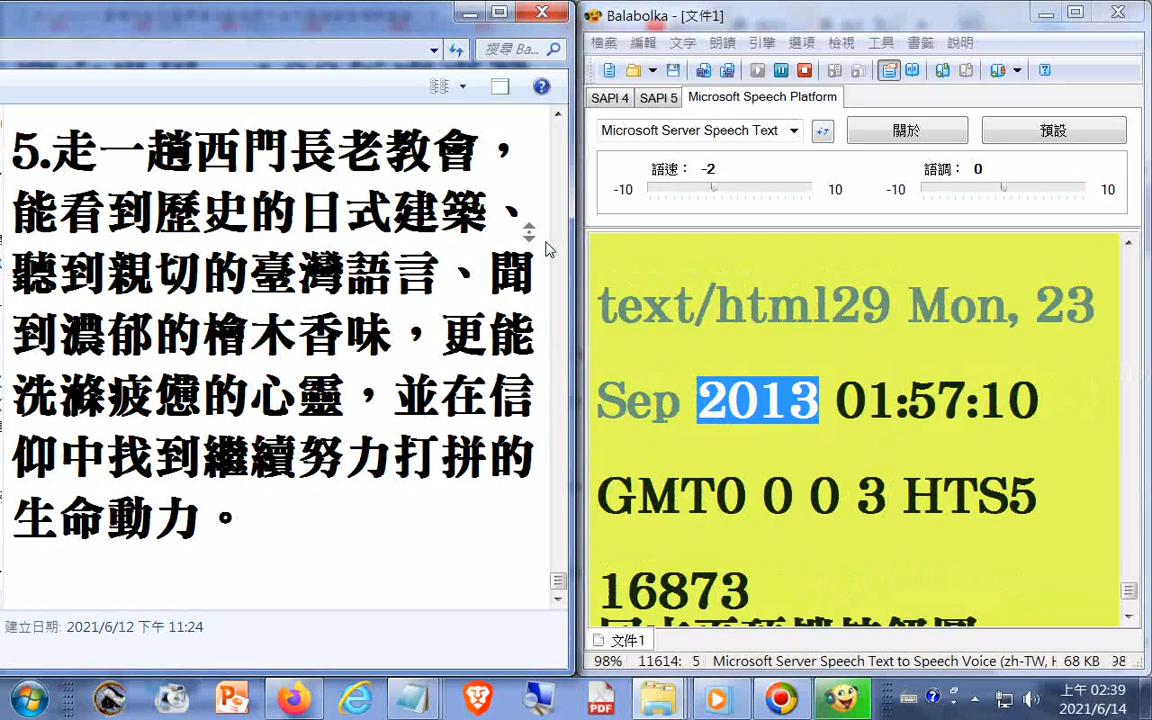 搜尋 Ba...
5.走一趟西門長老教會，
能看到歷史的日式建築、
聽到親切的臺灣語言、聞
到濃郁的檜木香味，更能
洗滌疲憊的心靈，並在信
仰中找到繼續努力打拼的
生命動力。
建立日期: 2021/6/12 下午 11:24
Balabolka - [文件1]
檔案 編輯 文字 朗讀 引擎 選項 檢視 工具 書籤 說明
SAPI 4 SAPI 5 Microsoft Speech Platform
Microsoft Server Speech Text 關於 預設
語速： -2 語調： 0
-10 10 -10 10
text/html29 Mon, 23
Sep 2013 01:57:10
GMT0 0 0 3 HTS5
16873
文件1
98% 11614: 5 Microsoft Server Speech Text to Speech Voice (zh-TW, H 68 KB 98
PDF
上午 02:39
2021/6/14